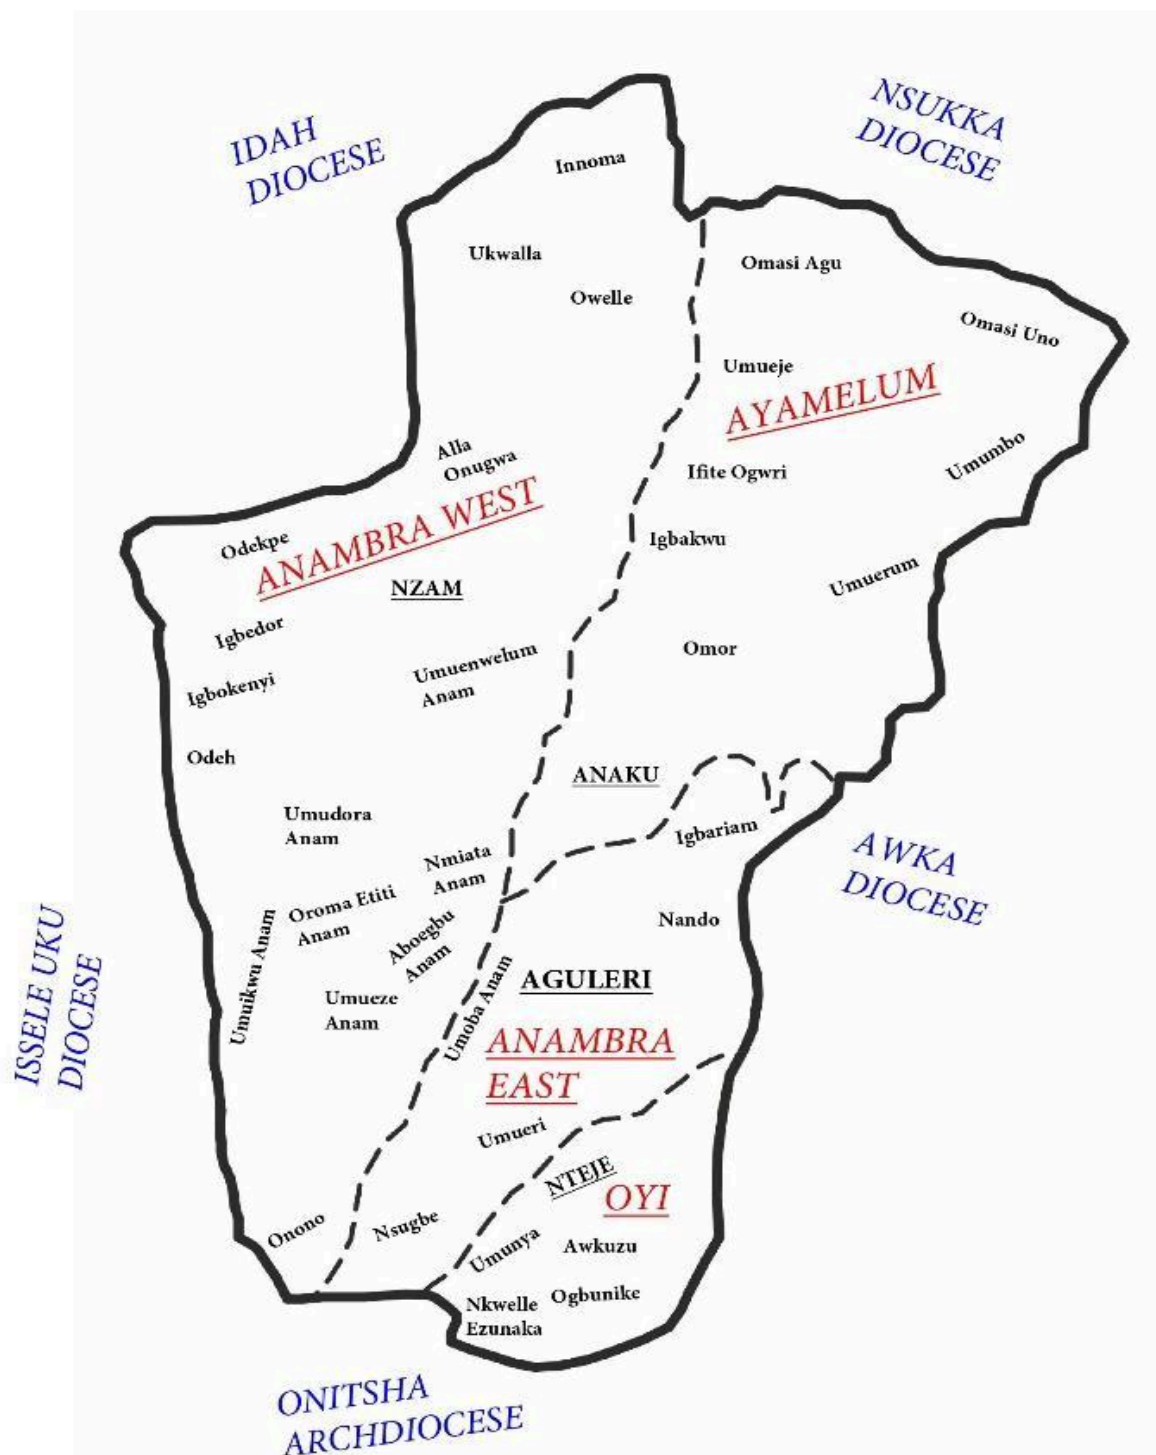 IDAH
DIOCESE
NSUKKA
DIOCESE
Innoma
Ukwalla
Owelle
Omasi Agu
Omasi Uno
Umueje
AYAMELUM
Alla
Onugwa
Ifite Ogwri
Umumbo
ANAMBRA WEST
Odekpe
Igbakwu
NZAM
Umuerum
Igbedor
Omor
Umuenwelum
Anam
Igbokenyi
Odeh
ANAKU
Umudora
Anam
Igbariam
Nmiata
Anam
AWKA
DIOCESE
Oroma Etiti
Anam
Aboegbu
Anam
Nando
Umuikwu Anam
Umueze
Anam
Umoba Anam
AGULERI
ISSELE UKU
DIOCESE
ANAMBRA
EAST
Umueri
NTEJE
OYI
Onono
Nsugbe
Umunya
Awkuzu
Nkwelle
Ezunaka
Ogbunike
ONITSHA
ARCHDIOCESE